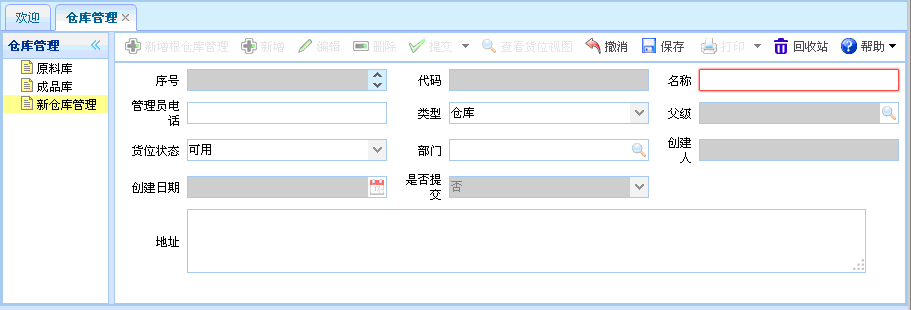 欢迎 仓库管理
仓库管理
原料库
成品库
新仓库管理
新增根仓库管理 新增 编辑 删除 提交 查看货位视图 撤消 保存 打印 回收站 帮助
序号 代码 名称
管理员电话 类型 仓库 父级
货位状态 可用 部门 创建人
创建日期 是否提交 否
地址